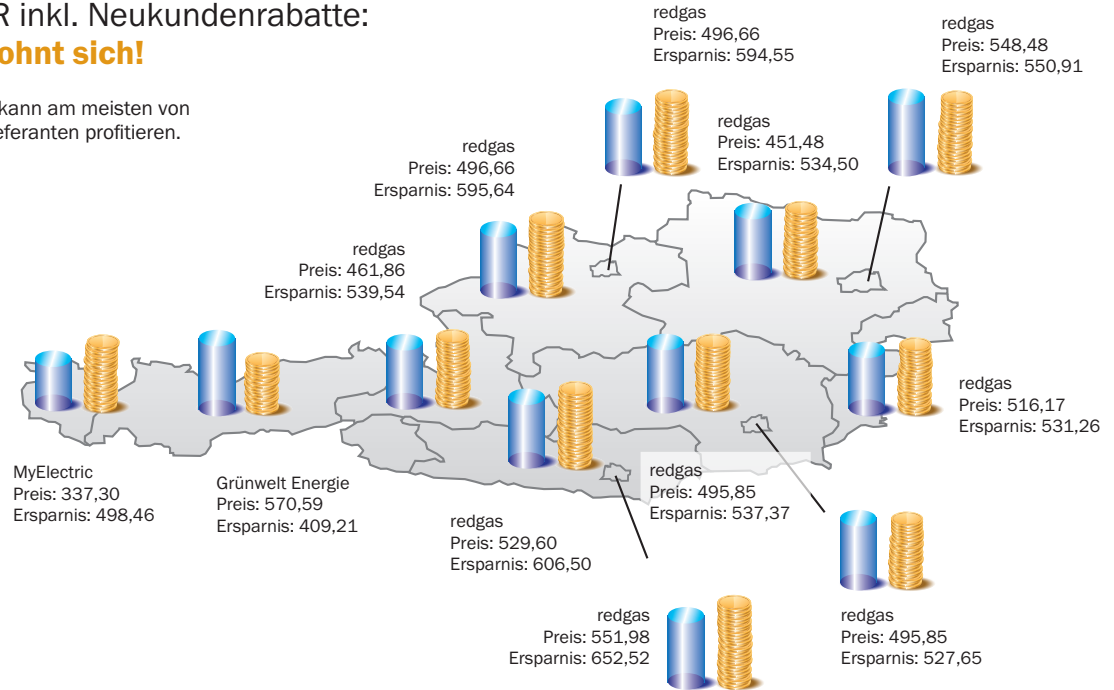 R inkl. Neukundenrabatte:
ohnt sich!
kann am meisten von
eferanten profitieren.
redgas
Preis: 496,66
Ersparnis: 594,55
redgas
Preis: 548,48
Ersparnis: 550,91
redgas
Preis: 451,48
Ersparnis: 534,50
redgas
Preis: 496,66
Ersparnis: 595,64
redgas
Preis: 461,86
Ersparnis: 539,54
redgas
Preis: 516,17
Ersparnis: 531,26
MyElectric
Preis: 337,30
Ersparnis: 498,46
Grünwelt Energie
Preis: 570,59
Ersparnis: 409,21
redgas
Preis: 495,85
Ersparnis: 537,37
redgas
Preis: 529,60
Ersparnis: 606,50
redgas
Preis: 551,98
Ersparnis: 652,52
redgas
Preis: 495,85
Ersparnis: 527,65